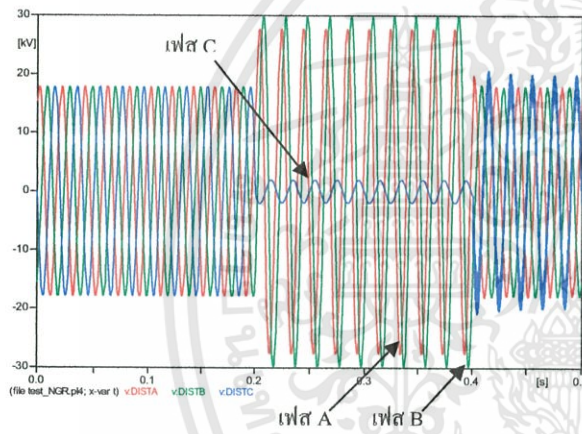 30
[kV]
20
10
0
-10
-20
-30
เฟส C
0.0
0.1
0.2
0.3
0.4
[s]
(file test_NGR.pl4; x-var t) v:DISTA v:DISTB v:DISTC
เฟส A
เฟส B